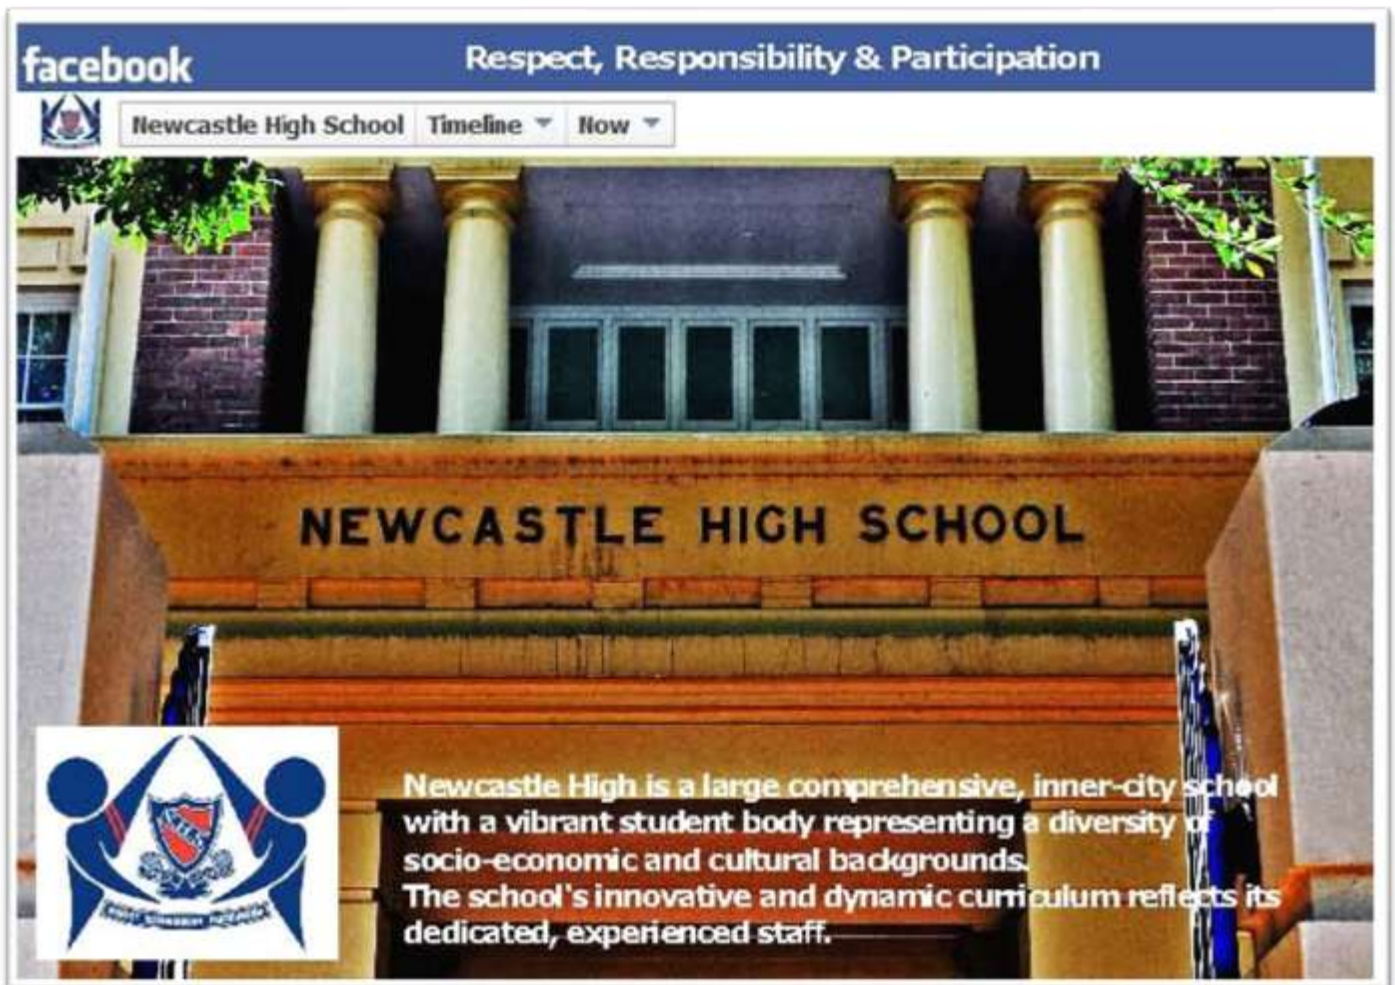 facebook
Respect, Responsibility & Participation
Newcastle High School Timeline Now
NEWCASTLE HIGH SCHOOL
Newcastle High is a large comprehensive, inner-city school
with a vibrant student body representing a diversity of
socio-economic and cultural backgrounds.
The school's innovative and dynamic curriculum reflects its
dedicated, experienced staff.
N.H.S